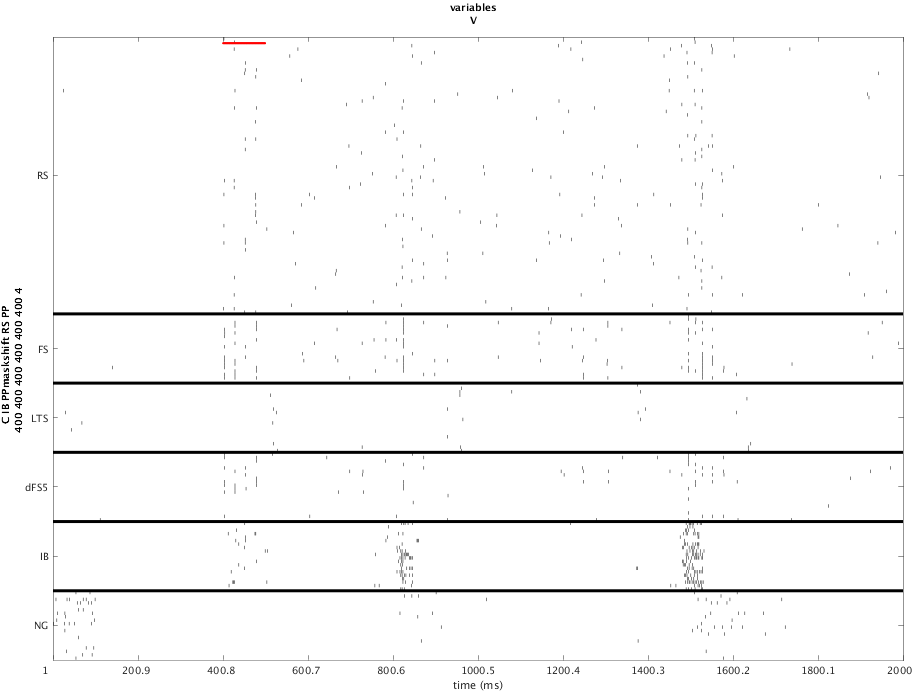 variables
V
RS
FS
LTS
dFS5
IB
NG
C IB PPmaskshift RS PP
400 400 400 400 400 400 4
1
200.9
400.8
600.7
800.6
1000.5
1200.4
1400.3
1600.2
1800.1
2000
time (ms)